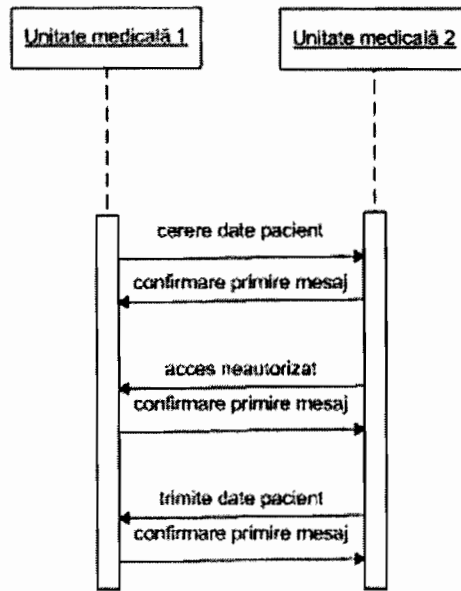 Unitate medicală 1
Unitate medicală 2
cerere date pacient
confirmare primire mesaj
acces neautorizat
confirmare primire mesaj
trimite date pacient
confirmare primire mesaj